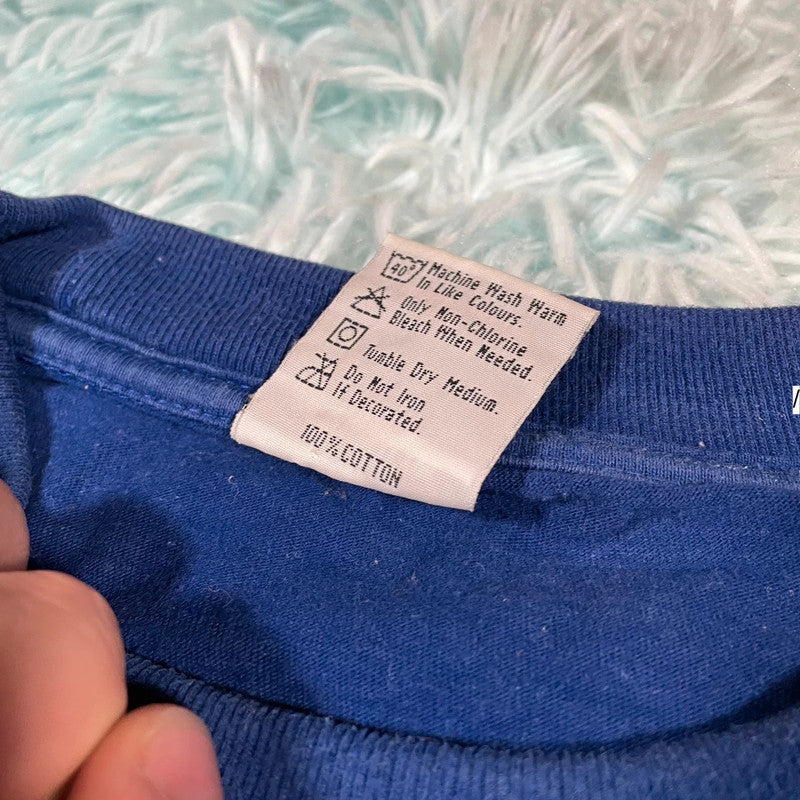 40° Machine Wash Warm
In Like Colours.
Only Non-Chlorine
Bleach When Needed.
Tumble Dry Medium.
Do Not Iron
If Decorated.
100% COTTON